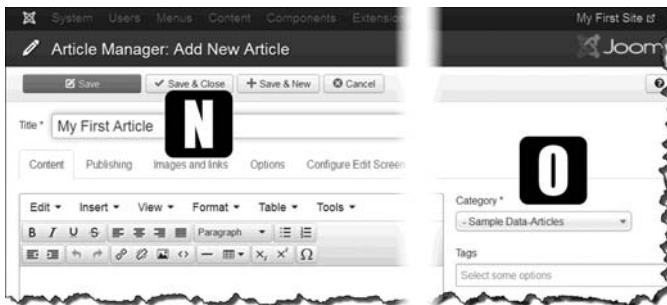 System Users Menus Content Components Extension
My First Site
Article Manager: Add New Article
Joom
Save
Save & Close
Save & New
Cancel
N
Title * My First Article
Content Publishing Images and links Options Configure Edit Screen
O
Category *
- Sample Data-Articles
Edit Insert View Format Table Tools
B I U S Paragraph
x, x² Ω
Tags
Select some options